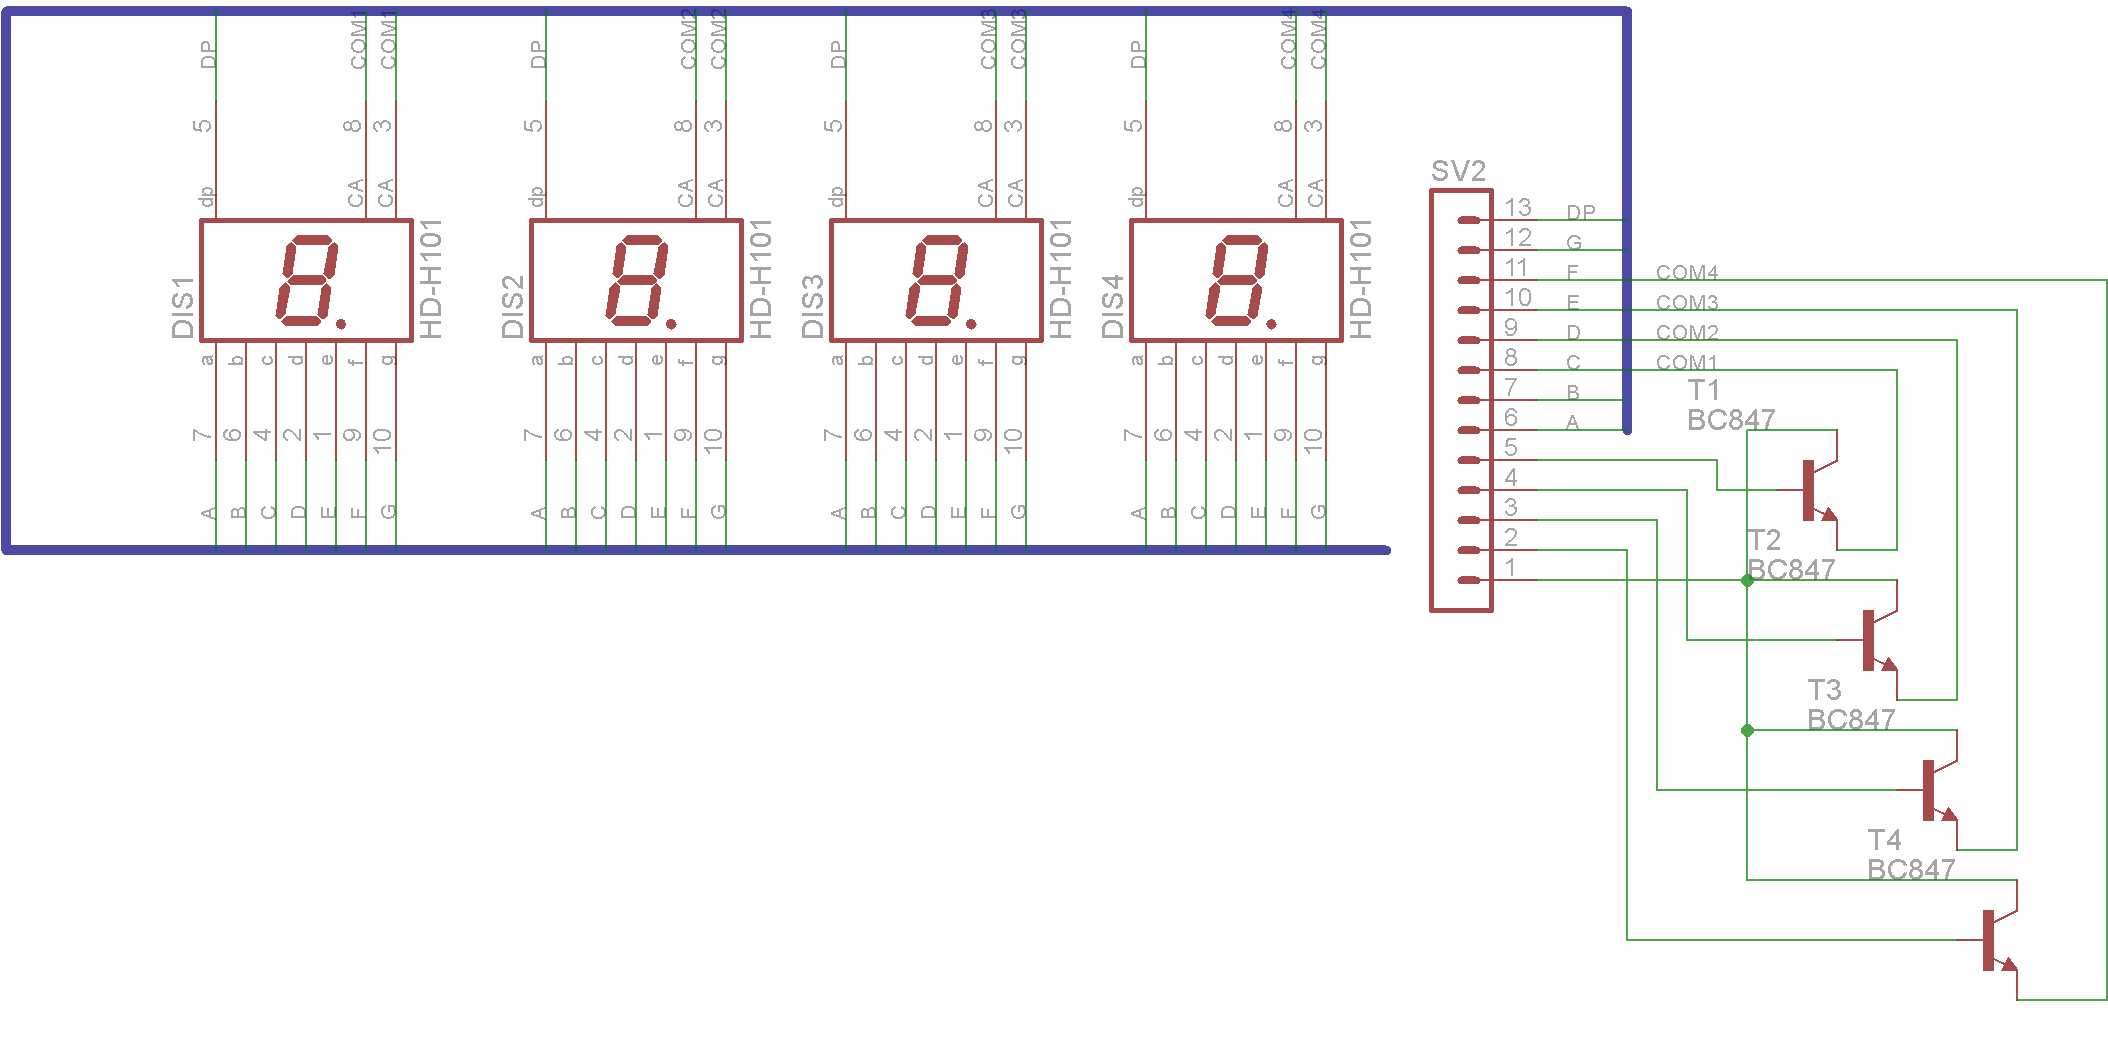 DP COM1 COM1 DP COM2 COM2 DP COM3 COM3 DP COM4 COM4
5 8 3 5 8 3 5 8 3 5 8 3
dp CA CA dp CA CA dp CA CA dp CA CA
DIS1 HD-H101 DIS2 HD-H101 DIS3 HD-H101 DIS4 HD-H101
a b c d e f g a b c d e f g a b c d e f g a b c d e f g
7 6 4 2 1 9 10 7 6 4 2 1 9 10 7 6 4 2 1 9 10 7 6 4 2 1 9 10
A B C D E F G A B C D E F G A B C D E F G A B C D E F G
SV2
13 DP
12 G
11 F COM4
10 E COM3
9 D COM2
8 C COM1
7 B
6 A
5
4
3
2
1
T1
BC847
T2
BC847
T3
BC847
T4
BC847